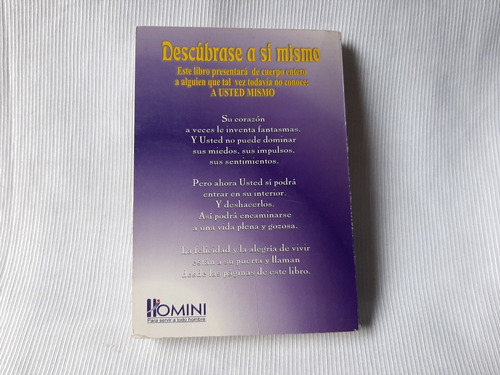 Descúbrase a sí mismo
Este libro presentará de cuerpo entero
a alguien que tal vez todavía no conoce:
A USTED MISMO
Su corazón
a veces le inventa fantasmas.
Y Usted no puede dominar
sus miedos, sus impulsos,
sus sentimientos.
Pero ahora Usted sí podrá
entrar en su interior.
Y deshacerlos.
Así podrá encaminarse
a una vida plena y gozosa.
La felicidad y la alegría de vivir
están a su puerta y llaman
desde las páginas de este libro.
HOMINI
Para servir a todo hombre